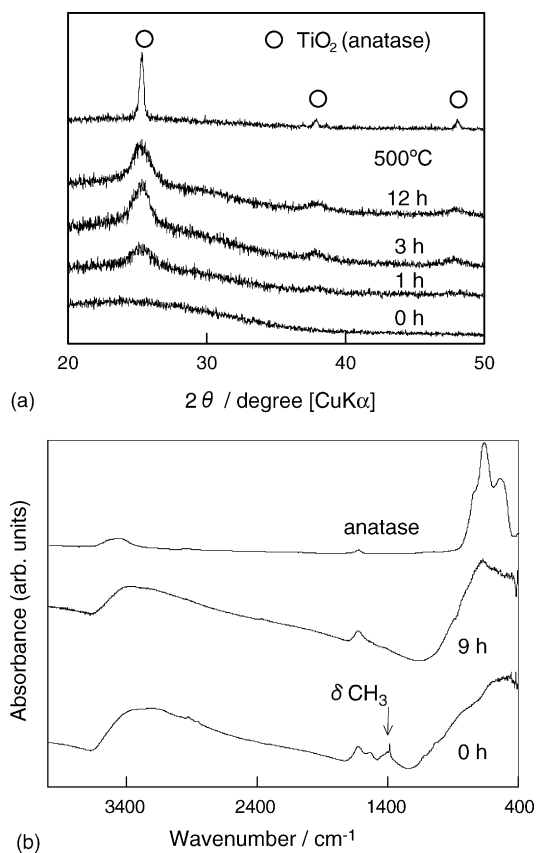 ○ TiO₂ (anatase)
500ºC
12 h
3 h
1 h
0 h
20 30 40 50
(a) 2θ / degree [CuKα]
Absorbance (arb. units)
anatase
9 h
δ CH₃
0 h
3400 2400 1400 400
(b) Wavenumber / cm⁻¹